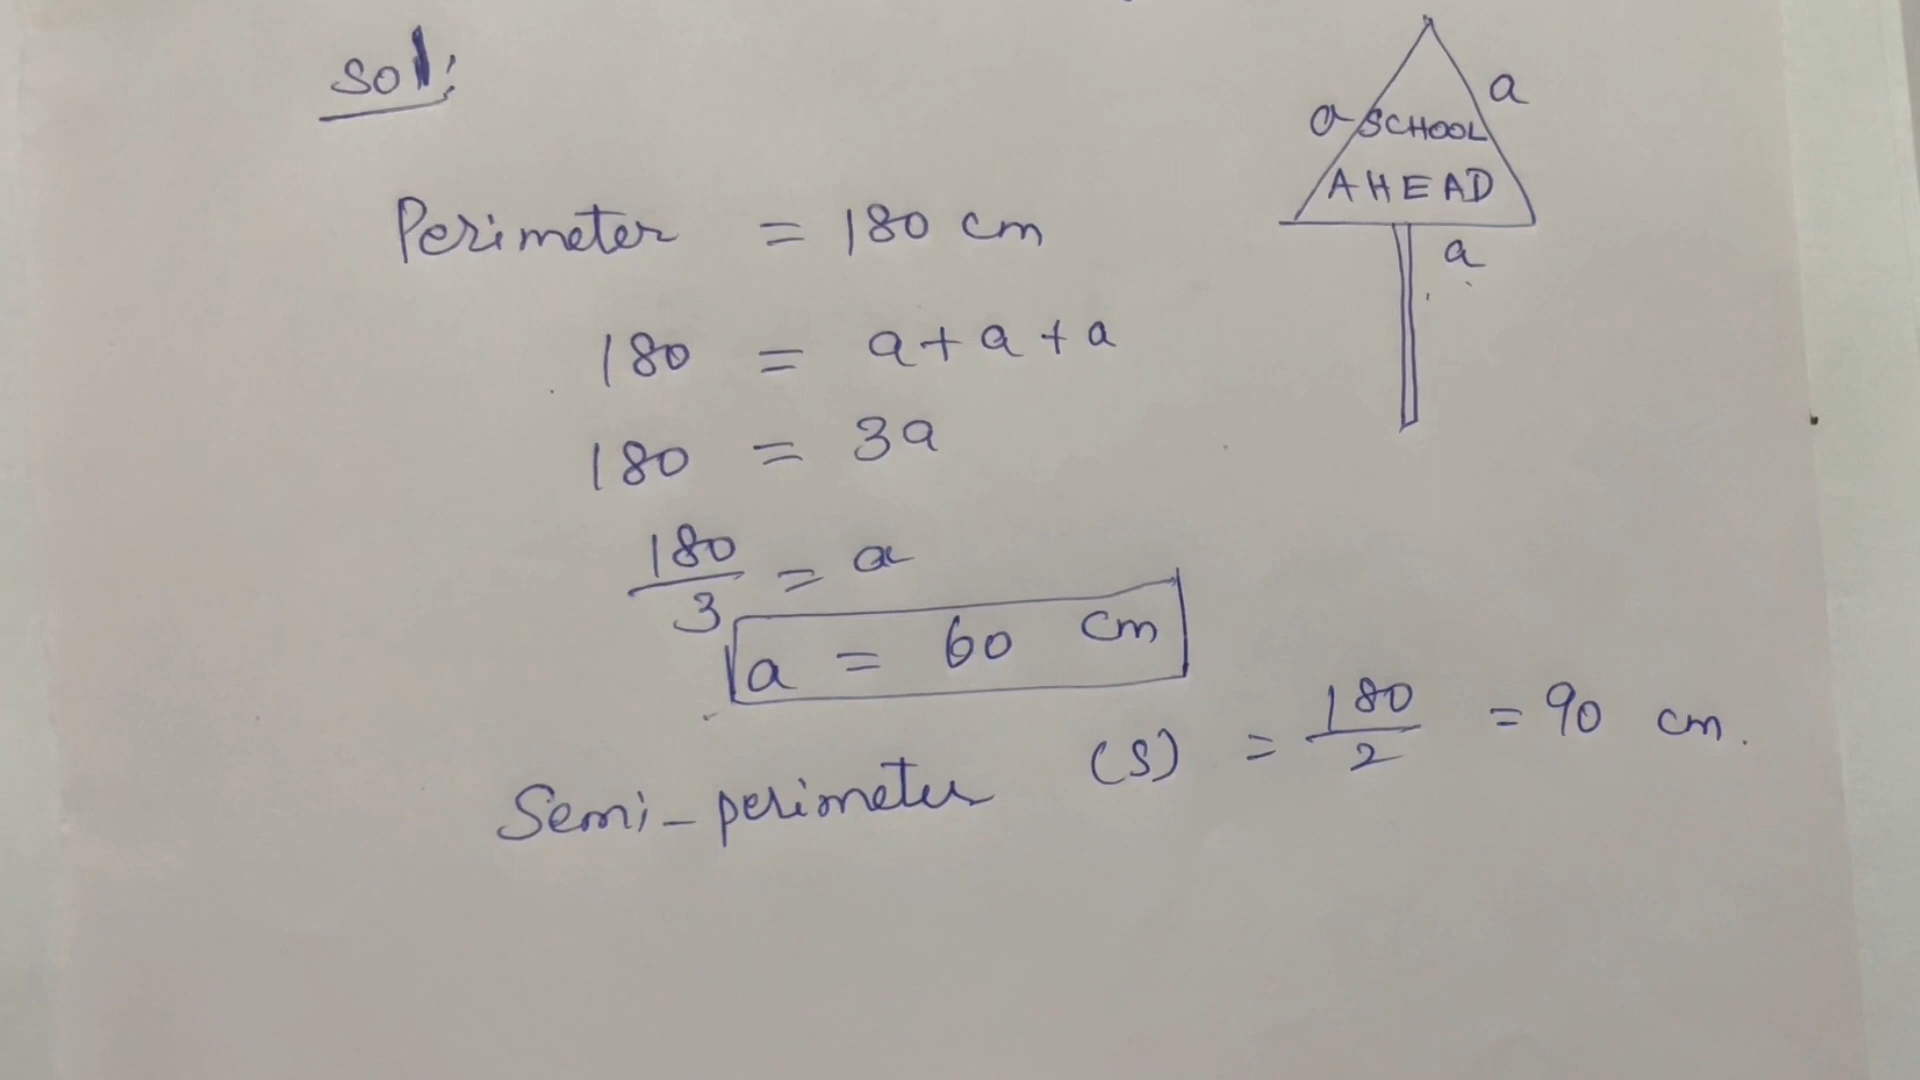 Sol:
a
a SCHOOL
AHEAD
a
Perimeter = 180 cm
180 = a + a + a
180 = 3a
180/3 = a
a = 60 cm
Semi-perimeter (S) = 180/2 = 90 cm.